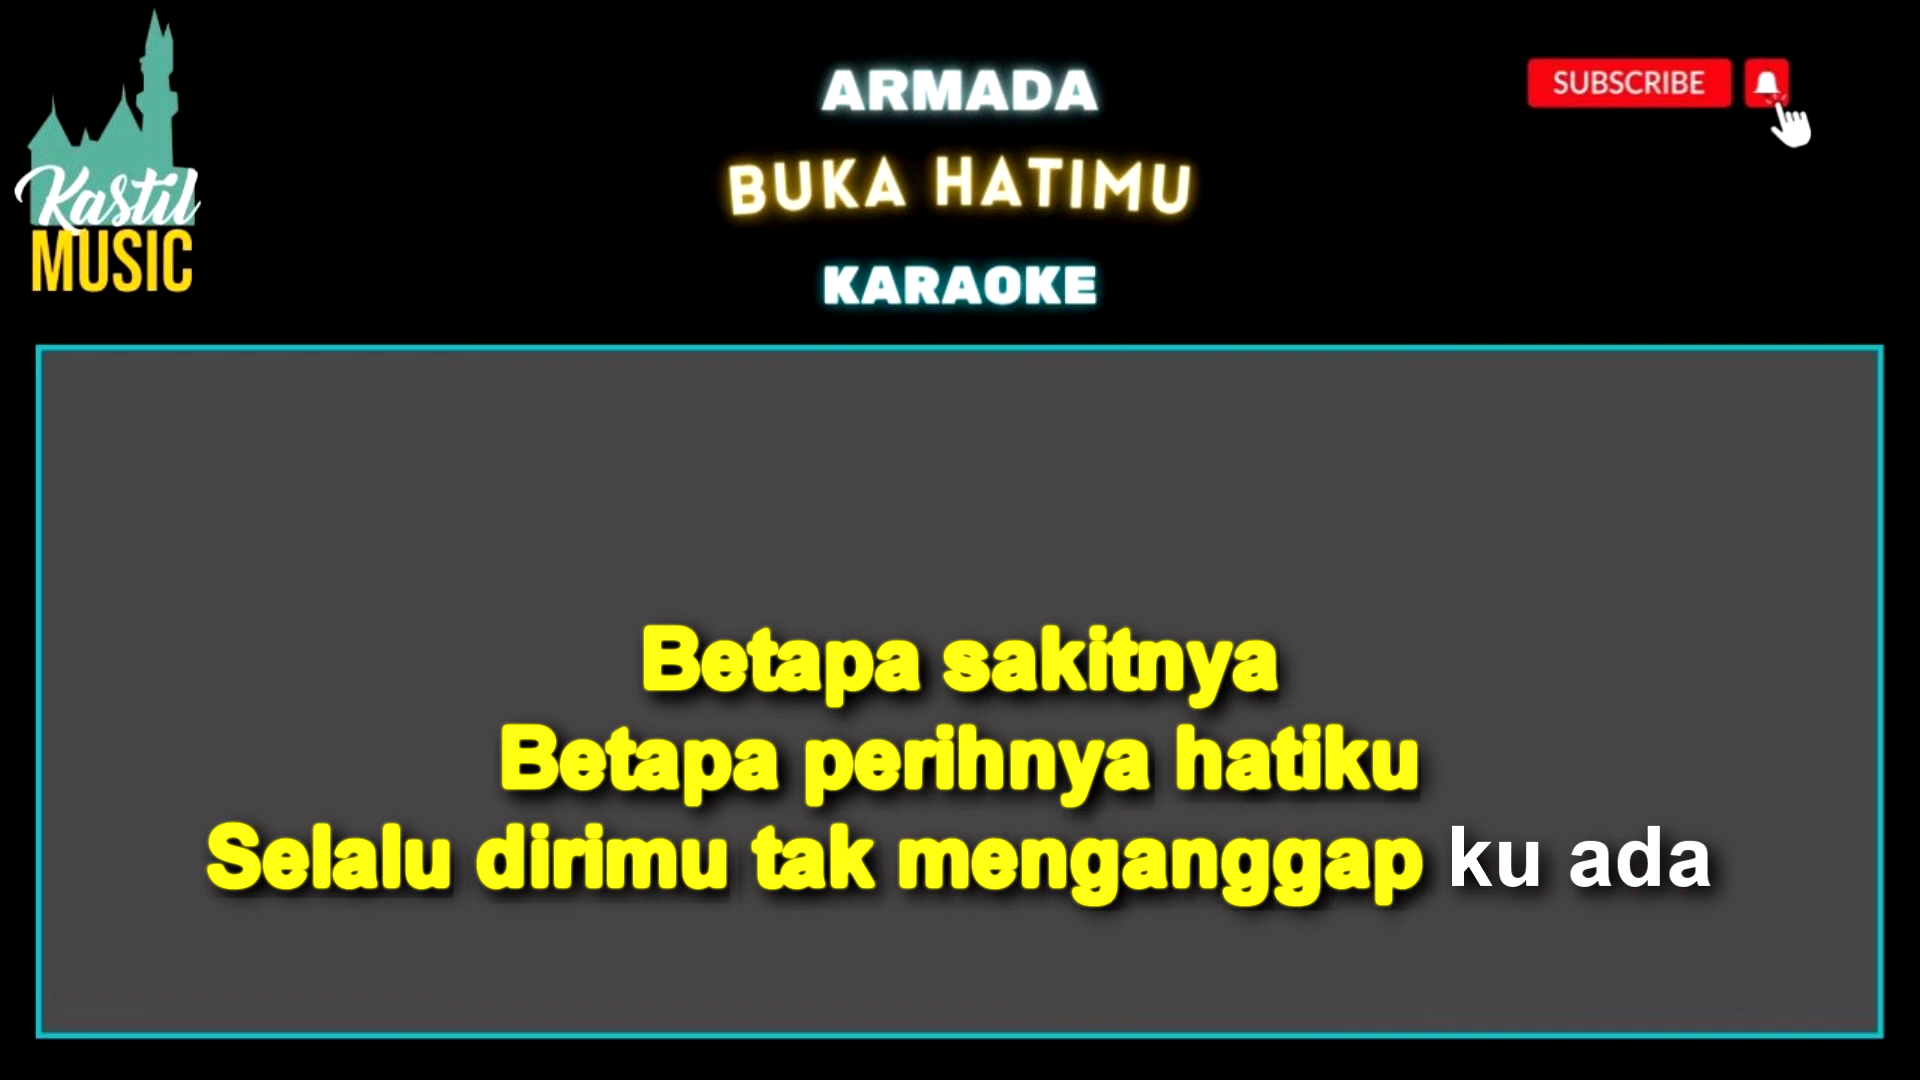 Kastil
MUSIC
ARMADA
BUKA HATIMU
KARAOKE
SUBSCRIBE
Betapa sakitnya
Betapa perihnya hatiku
Selalu dirimu tak menganggap ku ada